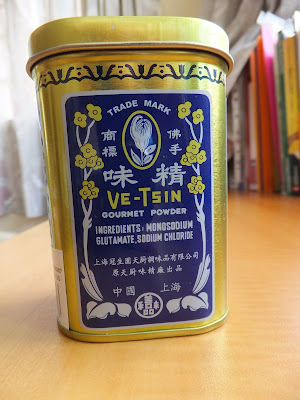 TRADE MARK
商標 佛手
味精
VE-TSIN
GOURMET POWDER
INGREDIENTS: MONOSODIUM
GLUTAMATE, SODIUM CHLORIDE
上海冠生園天厨調味品有限公司
原天厨味精廠出品
中國 上海